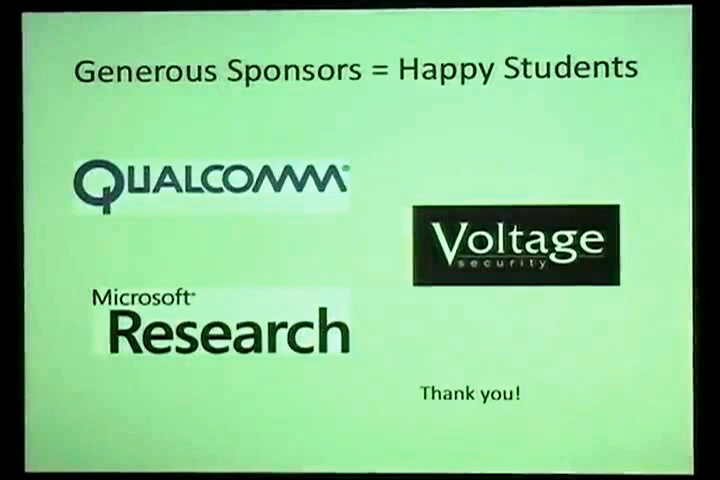 Generous Sponsors = Happy Students
QUALCOMM®
Voltage
security
Microsoft®
Research
Thank you!